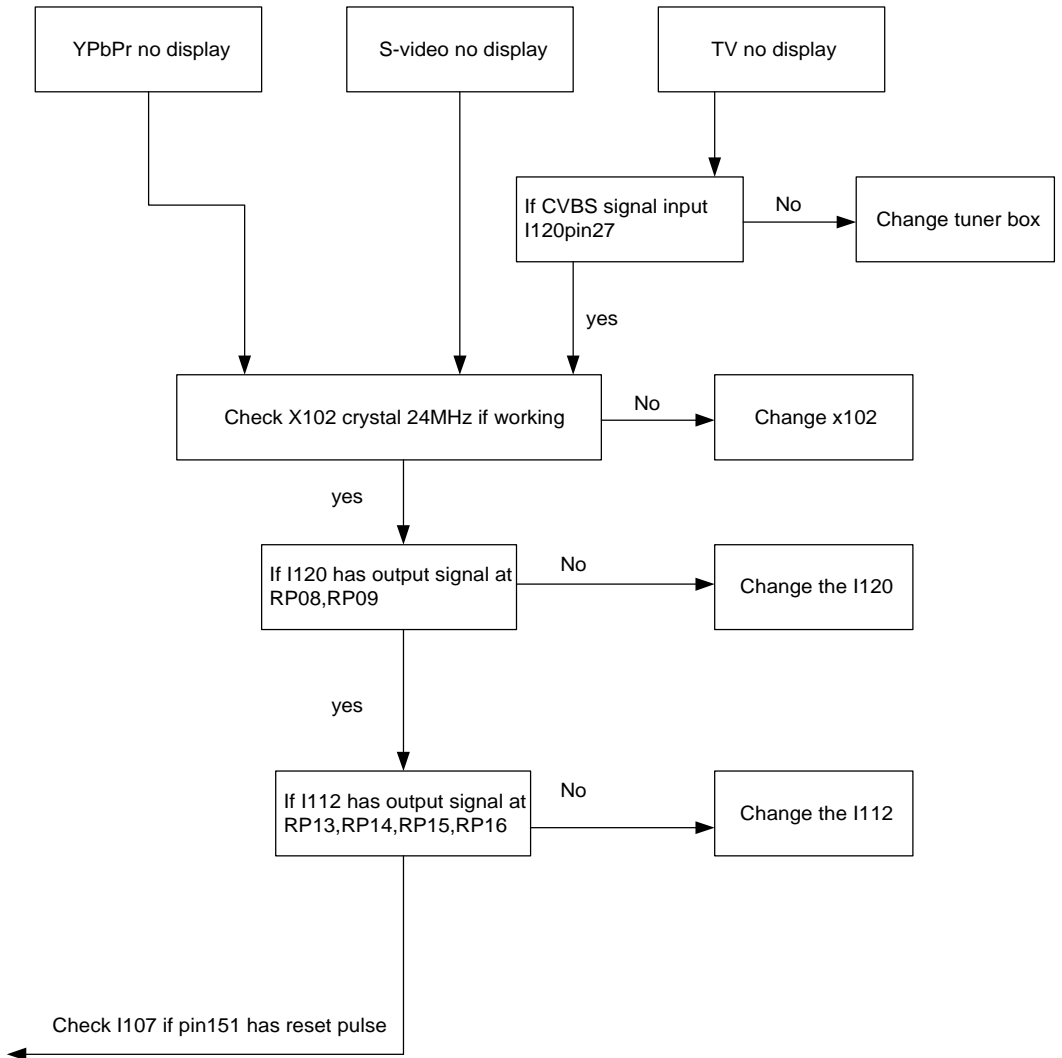 YPbPr no display
S-video no display
TV no display
If CVBS signal input
I120pin27
No
Change tuner box
yes
Check X102 crystal 24MHz if working
No
Change x102
yes
If I120 has output signal at
RP08,RP09
No
Change the I120
yes
If I112 has output signal at
RP13,RP14,RP15,RP16
No
Change the I112
Check I107 if pin151 has reset pulse